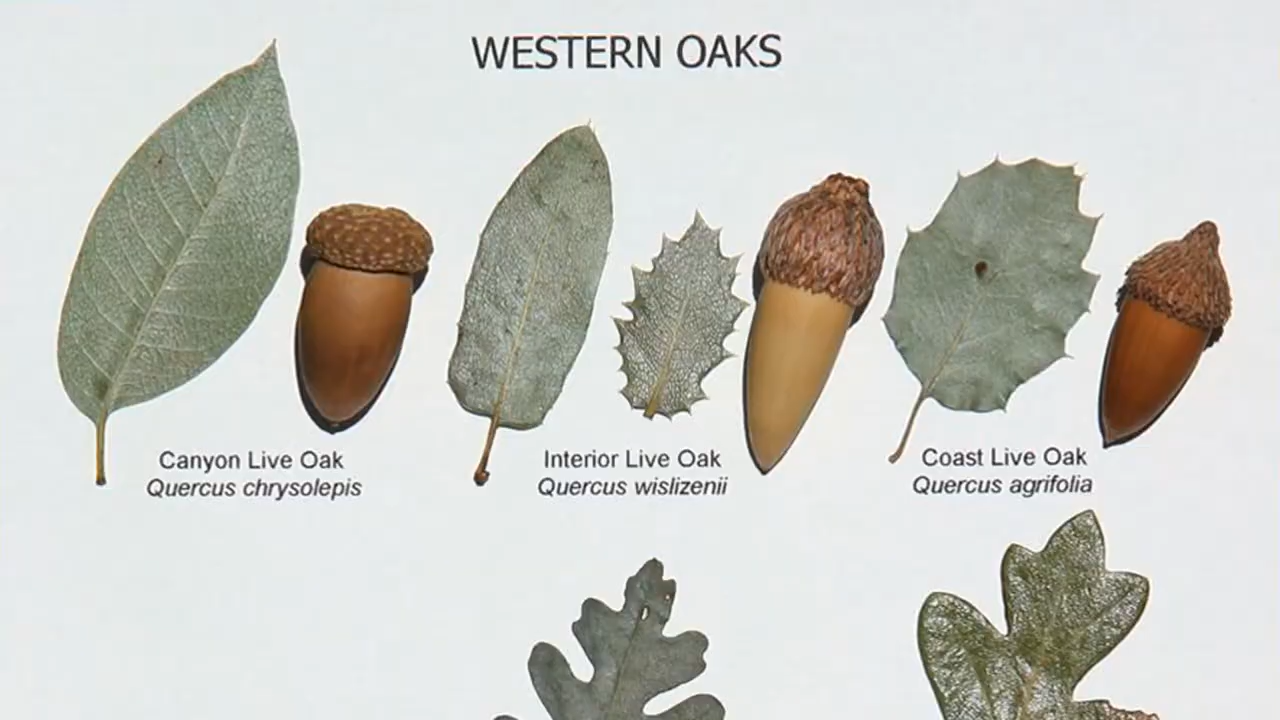 WESTERN OAKS
Canyon Live Oak
Quercus chrysolepis
Interior Live Oak
Quercus wislizenii
Coast Live Oak
Quercus agrifolia